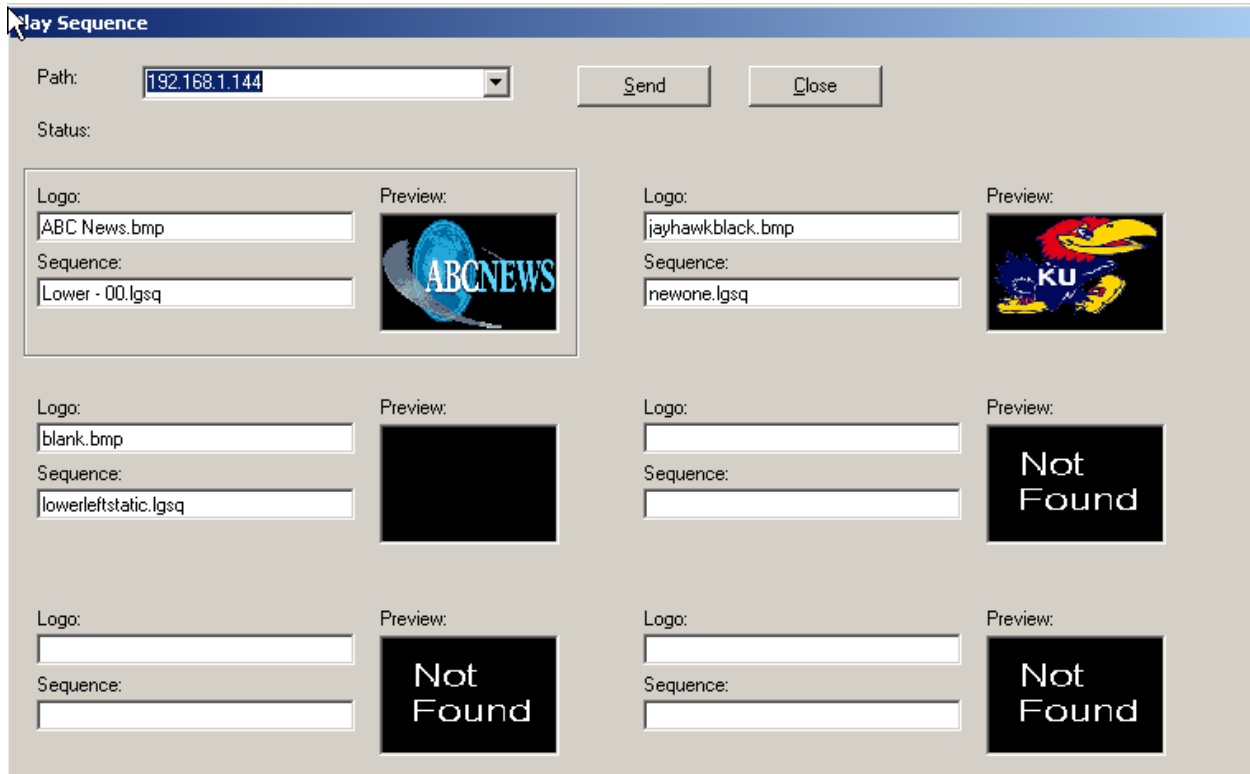 Play Sequence
Path: 192.168.1.144 Send Close
Status:
Logo: Preview: Logo: Preview:
ABC News.bmp jayhawkblack.bmp
Sequence: ABCNEWS Sequence: KU
Lower - 00.lgsq newone.lgsq
Logo: Preview: Logo: Preview:
blank.bmp
Sequence: Sequence: Not
lowerleftstatic.lgsq Found
Logo: Preview: Logo: Preview:
Sequence: Not Sequence: Not
Found Found